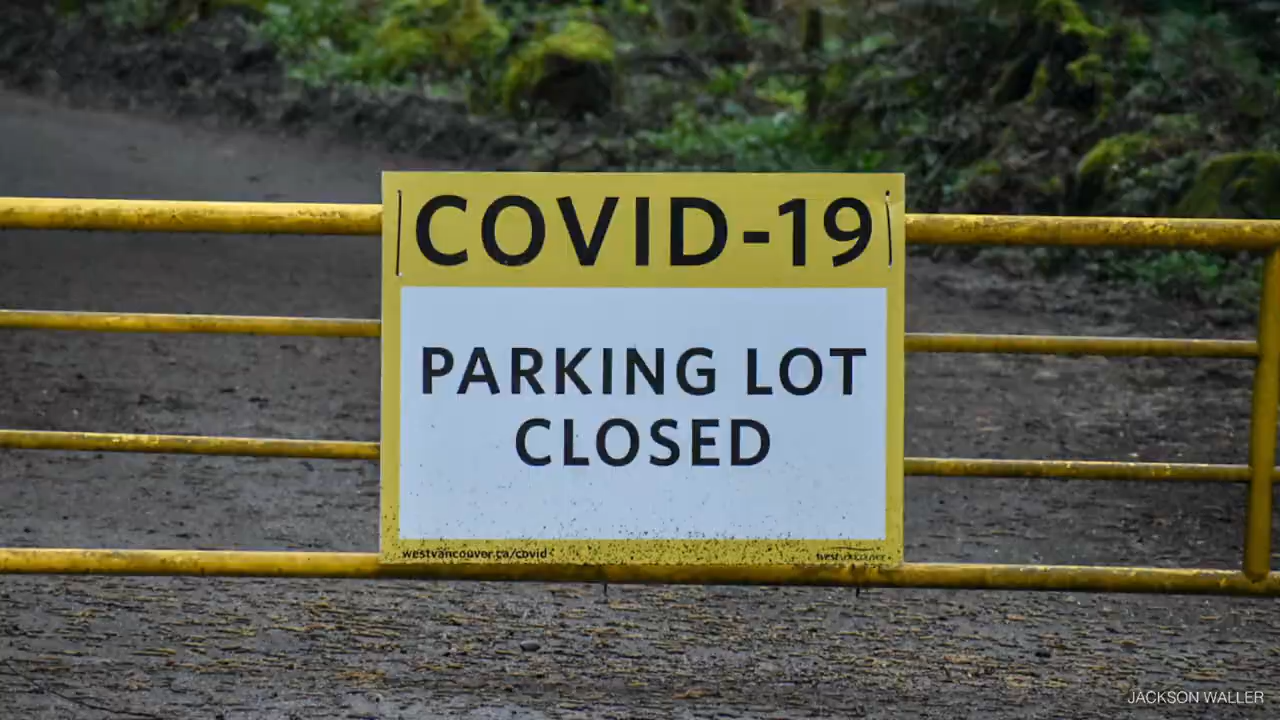 COVID-19
PARKING LOT
CLOSED
westvancouver.ca/covid
JACKSON WALLER